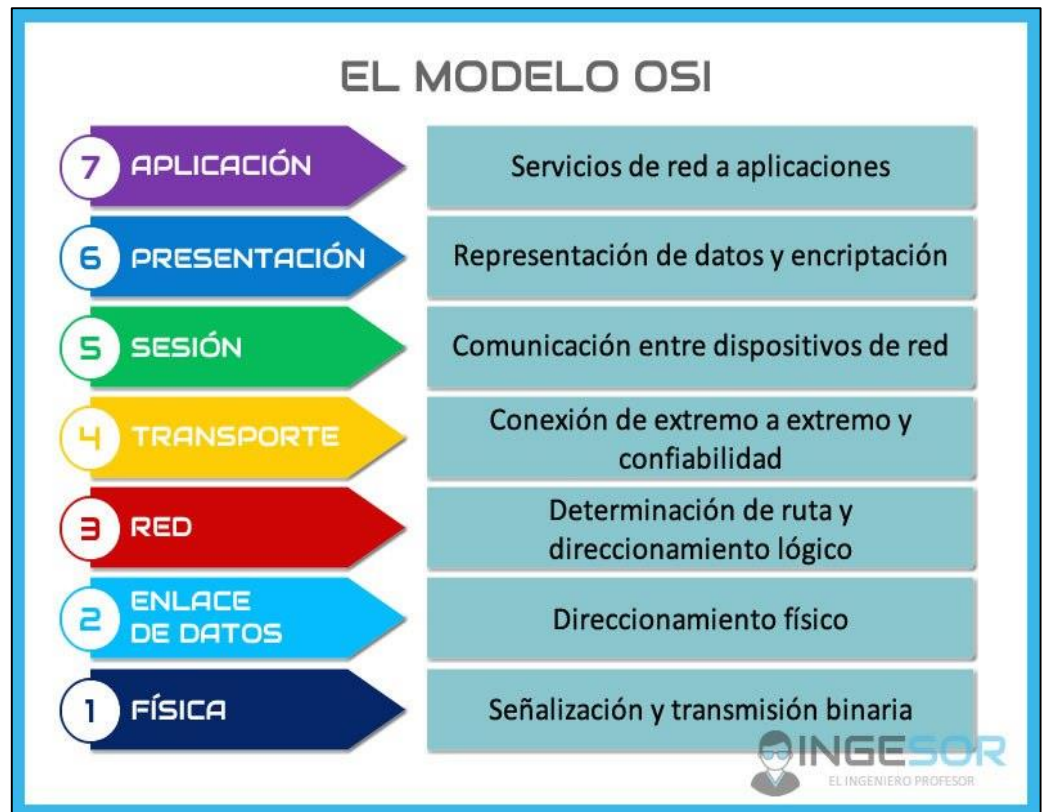 EL MODELO OSI
7 APLICACIÓN
Servicios de red a aplicaciones
6 PRESENTACIÓN
Representación de datos y encriptación
5 SESIÓN
Comunicación entre dispositivos de red
4 TRANSPORTE
Conexión de extremo a extremo y
confiabilidad
3 RED
Determinación de ruta y
direccionamiento lógico
2 ENLACE
DE DATOS
Direccionamiento físico
1 FÍSICA
Señalización y transmisión binaria
INGESOR
EL INGENIERO PROFESOR